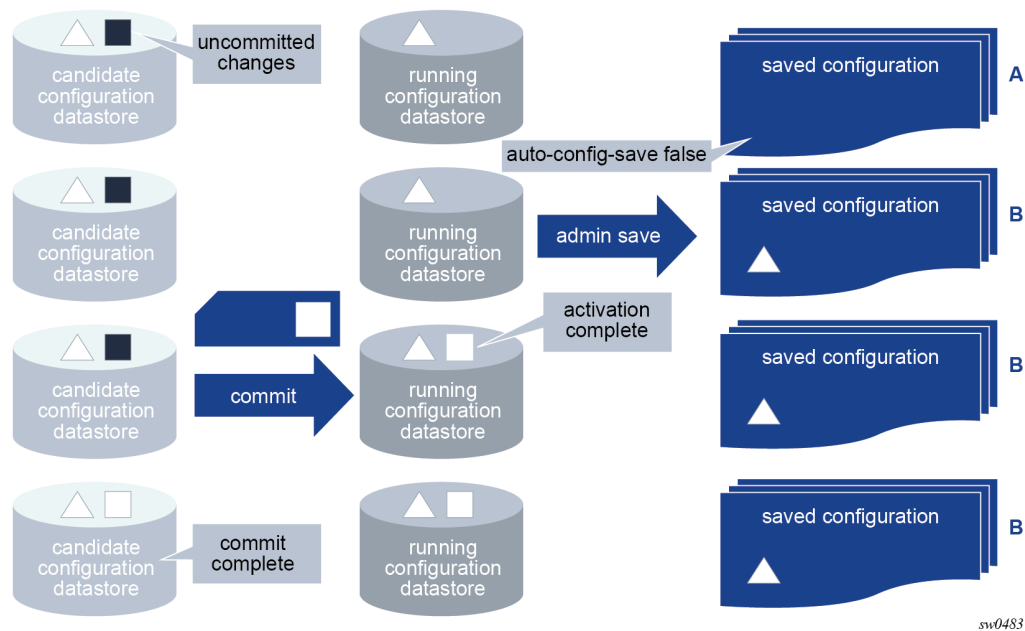 uncommitted
changes
candidate
configuration
datastore
running
configuration
datastore
saved configuration
A
auto-config-save false
candidate
configuration
datastore
running
configuration
datastore
admin save
saved configuration
B
candidate
configuration
datastore
commit
running
configuration
datastore
activation
complete
saved configuration
B
candidate
configuration
datastore
commit
complete
running
configuration
datastore
saved configuration
B
sw0483